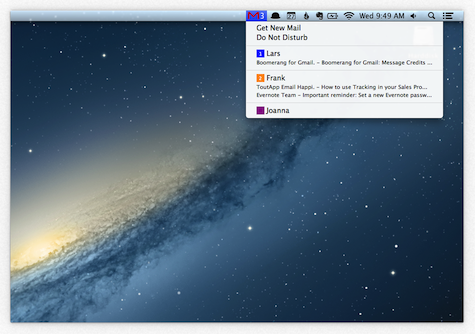 3 27 Wed 9:49 AM
Get New Mail
Do Not Disturb
1 Lars
Boomerang for Gmail. – Boomerang for Gmail: Message Credits ...
2 Frank
ToutApp Email Happi. – How to use Tracking in your Sales Pro...
Evernote Team – Important reminder: Set a new Evernote passw...
Joanna